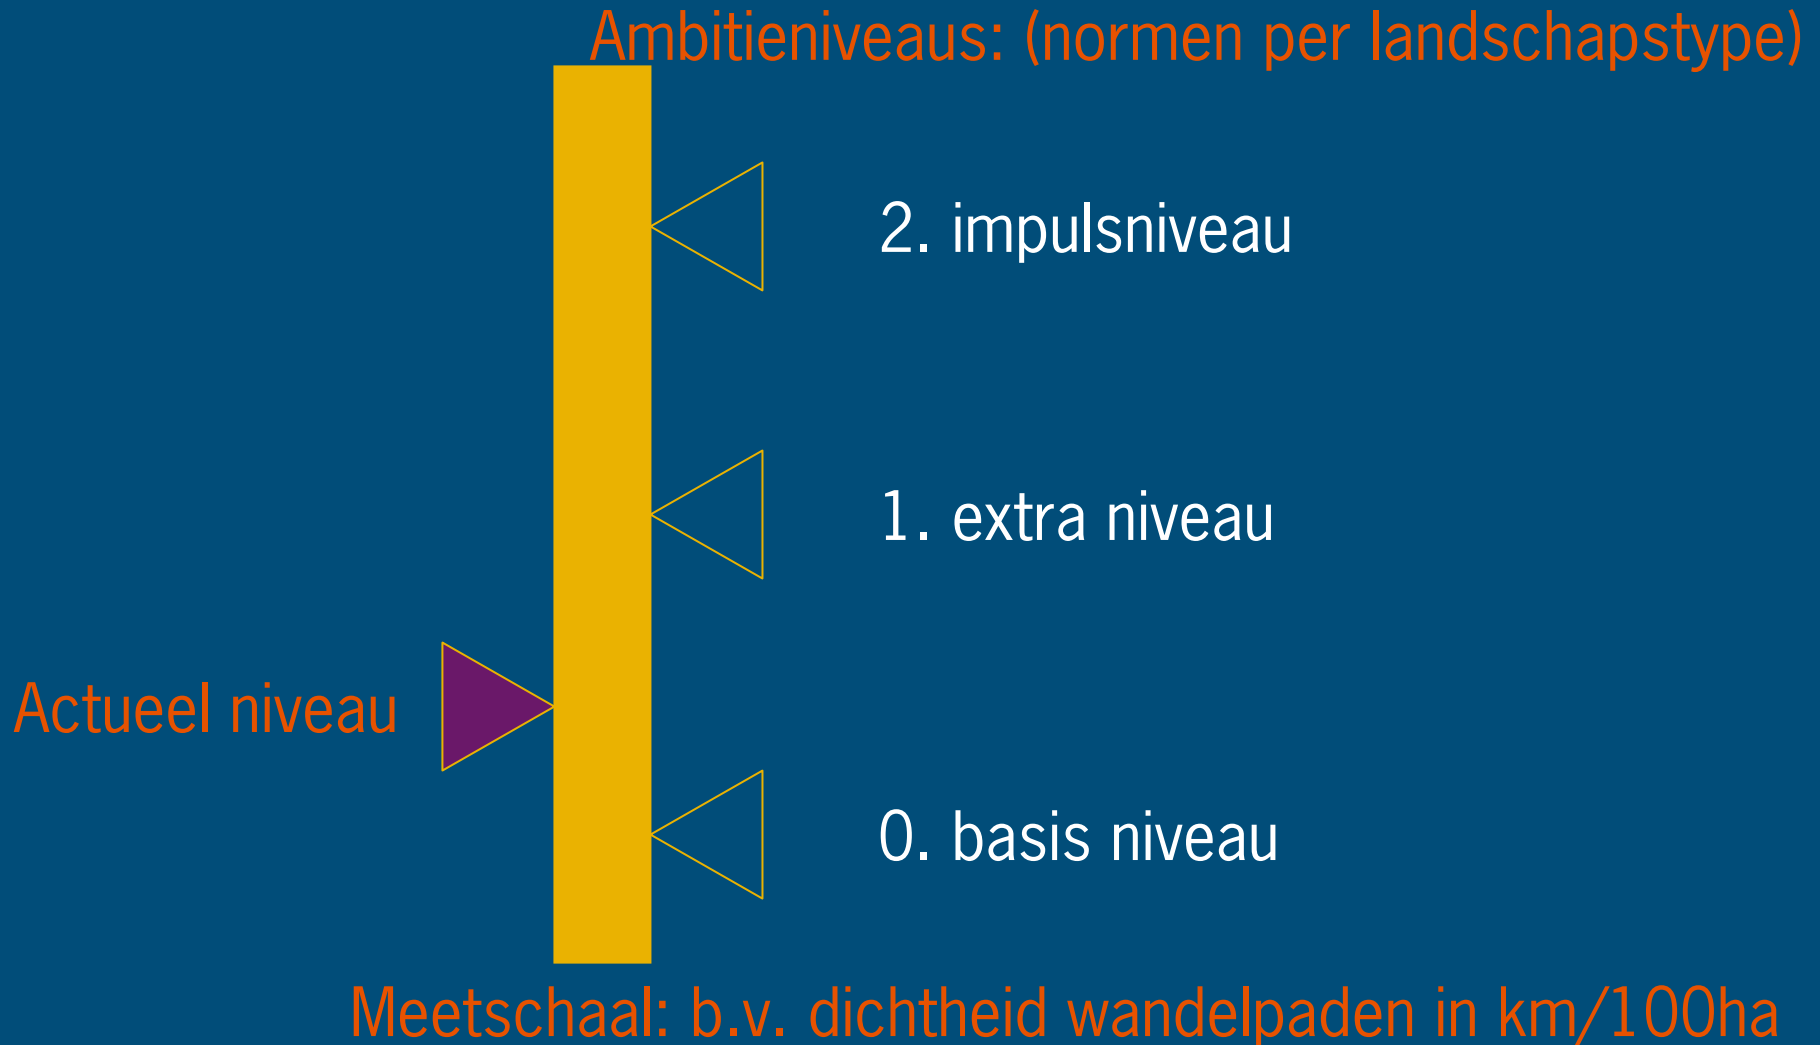 Ambitieniveaus: (normen per landschapstype)
2. impulsniveau
1. extra niveau
Actueel niveau
0. basis niveau
Meetschaal: b.v. dichtheid wandelpaden in km/100ha